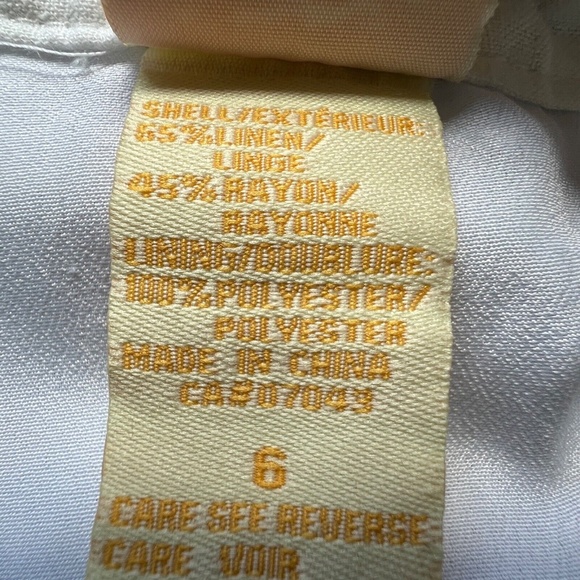 SHELL/EXTÉRIEUR:
55%LINEN/
LINGE
45%RAYON/
RAYONNE
LINING/DOUBLURE:
100%POLYESTER/
POLYESTER
MADE IN CHINA
CA#07049
6
CARE SEE REVERSE
CARE VOIR